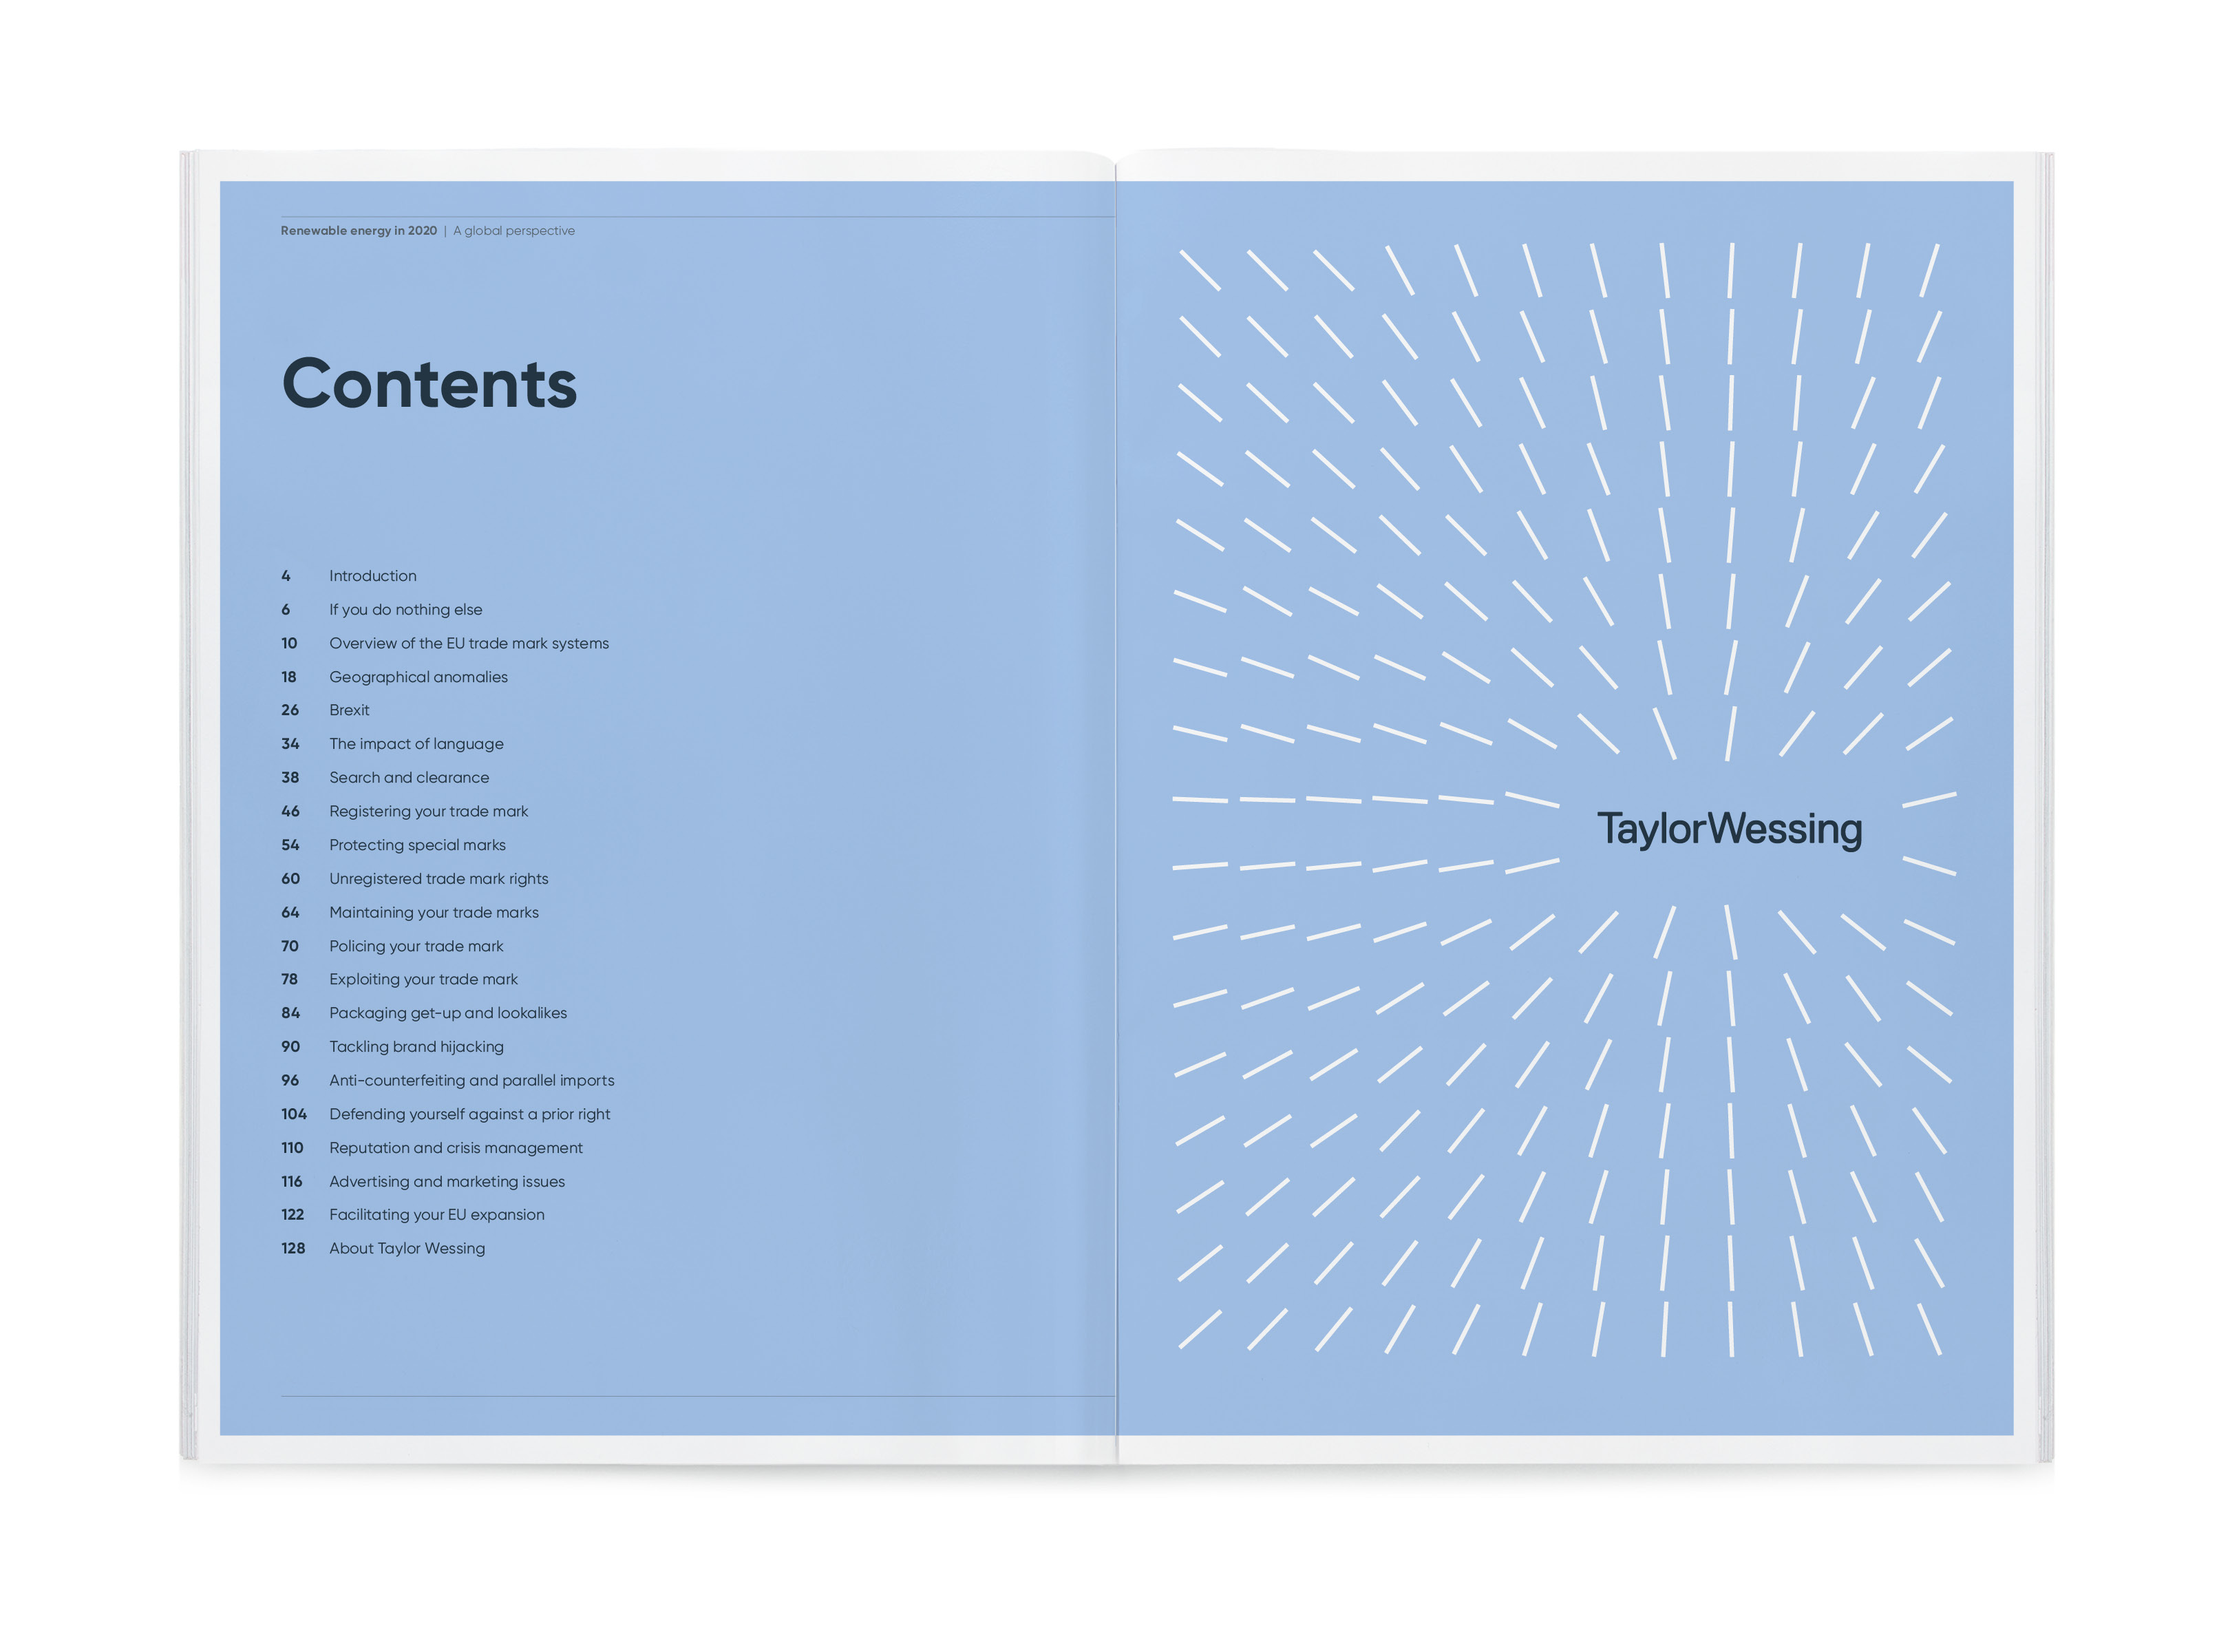 Renewable energy in 2020 | A global perspective
Contents
4 Introduction
6 If you do nothing else
10 Overview of the EU trade mark systems
18 Geographical anomalies
26 Brexit
34 The impact of language
38 Search and clearance
46 Registering your trade mark
54 Protecting special marks
60 Unregistered trade mark rights
64 Maintaining your trade marks
70 Policing your trade mark
78 Exploiting your trade mark
84 Packaging get-up and lookalikes
90 Tackling brand hijacking
96 Anti-counterfeiting and parallel imports
104 Defending yourself against a prior right
110 Reputation and crisis management
116 Advertising and marketing issues
122 Facilitating your EU expansion
128 About Taylor Wessing
TaylorWessing